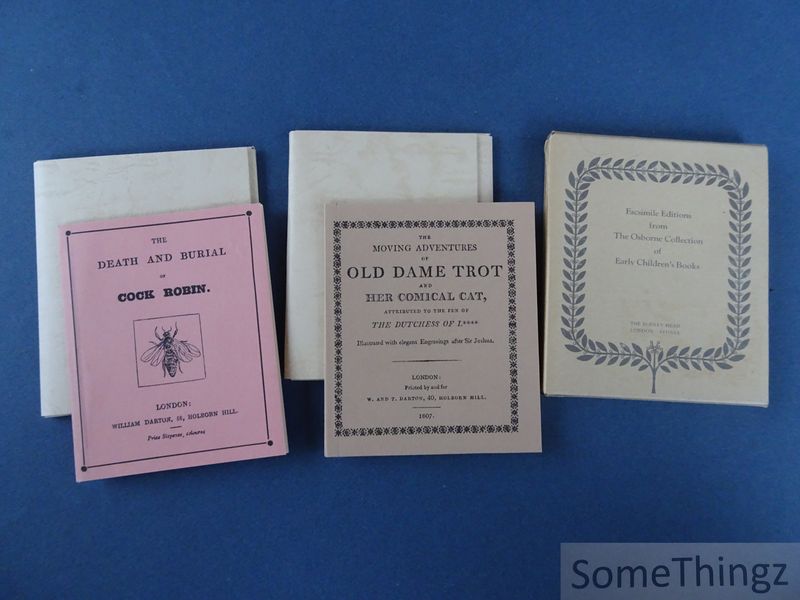 THE
DEATH AND BURIAL
OF
COCK ROBIN.
LONDON:
WILLIAM DARTON, 58, HOLBORN HILL.
Price Sixpence, coloured
THE
MOVING ADVENTURES
OF
OLD DAME TROT
AND
HER COMICAL CAT,
ATTRIBUTED TO THE PEN OF
THE DUTCHESS OF L****
Illustrated with elegant Engravings after Sir Joshua.
LONDON:
Printed by and for
W. AND T. DARTON, 40, HOLBORN HILL.
1807.
Facsimile Editions
from
The Osborne Collection
of
Early Children's Books
THE BODLEY HEAD
LONDON SYDNEY
SomeThingz